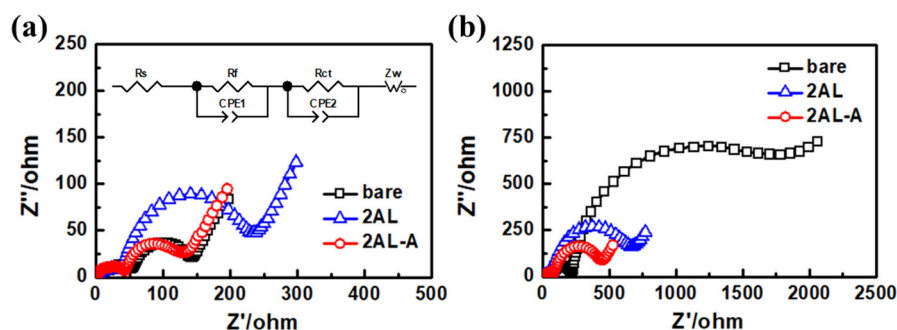 (a)
250
200
150
100
50
0
Z''/ohm
0 100 200 300 400 500
Z'/ohm
Rs Rf Rct Zw
CPE1 CPE2
bare
2AL
2AL-A
(b)
1250
1000
750
500
250
0
Z''/ohm
0 500 1000 1500 2000 2500
Z'/ohm
bare
2AL
2AL-A